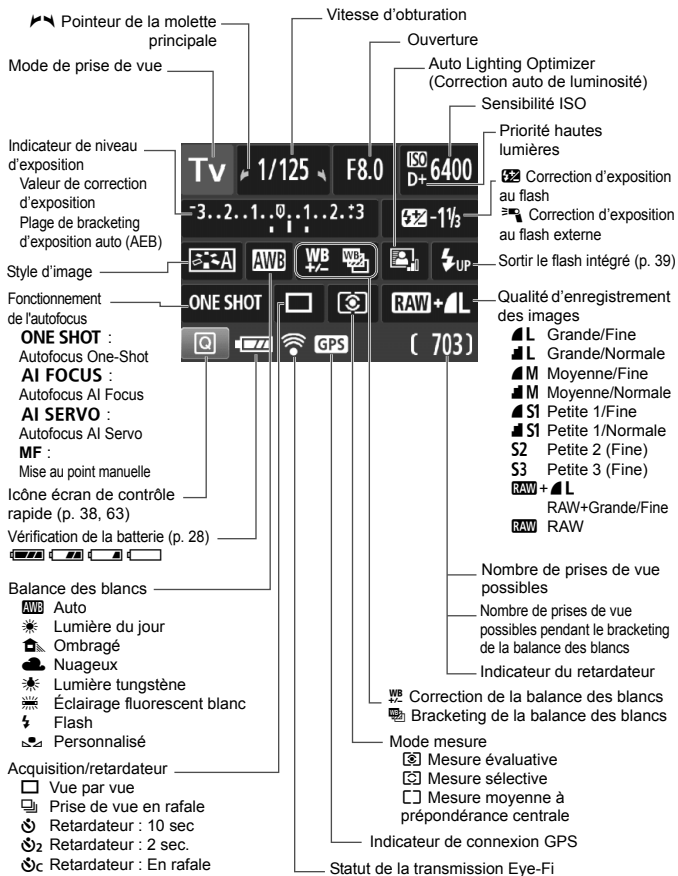 Pointeur de la molette
principale
Mode de prise de vue
Vitesse d'obturation
Ouverture
Auto Lighting Optimizer
(Correction auto de luminosité)
Sensibilité ISO
Priorité hautes
lumières
Correction d'exposition
au flash
Correction d'exposition
au flash externe
Sortir le flash intégré (p. 39)
Indicateur de niveau
d'exposition
Valeur de correction
d'exposition
Plage de bracketing
d'exposition auto (AEB)
Style d'image
Fonctionnement
de l'autofocus
ONE SHOT :
Autofocus One-Shot
AI FOCUS :
Autofocus AI Focus
AI SERVO :
Autofocus AI Servo
MF :
Mise au point manuelle
Icône écran de contrôle
rapide (p. 38, 63)
Vérification de la batterie (p. 28)
Tv 1/125 F8.0 ISO D+ 6400
-3..2..1..0..1..2.+3 -1⅓
A AWB WB +/- WB UP
ONE SHOT RAW+L
Q GPS ( 703)
Qualité d'enregistrement
des images
L Grande/Fine
L Grande/Normale
M Moyenne/Fine
M Moyenne/Normale
S1 Petite 1/Fine
S1 Petite 1/Normale
S2 Petite 2 (Fine)
S3 Petite 3 (Fine)
RAW+L
RAW+Grande/Fine
RAW RAW
Balance des blancs
AWB Auto
Lumière du jour
Ombragé
Nuageux
Lumière tungstène
Éclairage fluorescent blanc
Flash
Personnalisé
Acquisition/retardateur
Vue par vue
Prise de vue en rafale
Retardateur : 10 sec
2 Retardateur : 2 sec.
C Retardateur : En rafale
Nombre de prises de vue
possibles
Nombre de prises de vue
possibles pendant le bracketing
de la balance des blancs
Indicateur du retardateur
WB +/- Correction de la balance des blancs
WB Bracketing de la balance des blancs
Mode mesure
Mesure évaluative
Mesure sélective
Mesure moyenne à
prépondérance centrale
Indicateur de connexion GPS
Statut de la transmission Eye-Fi